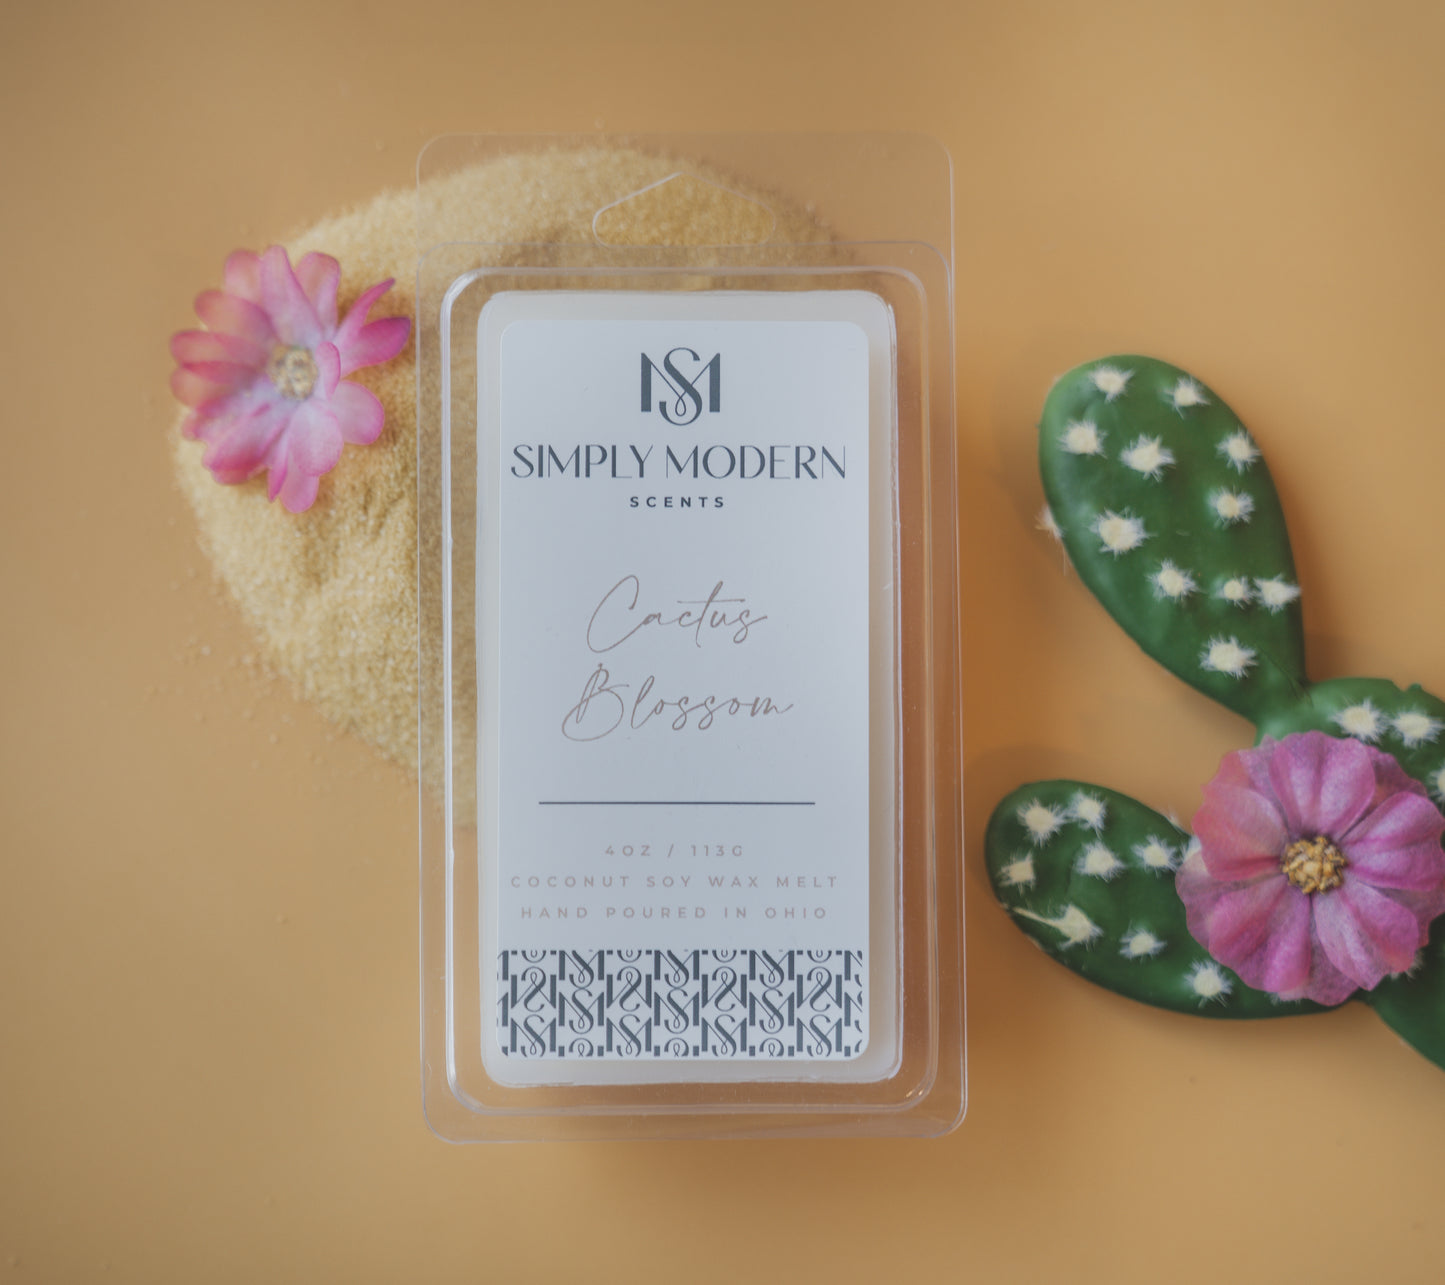 SM
SIMPLY MODERN
SCENTS
Cactus
Blossom
4OZ / 113G
COCONUT SOY WAX MELT
HAND POURED IN OHIO